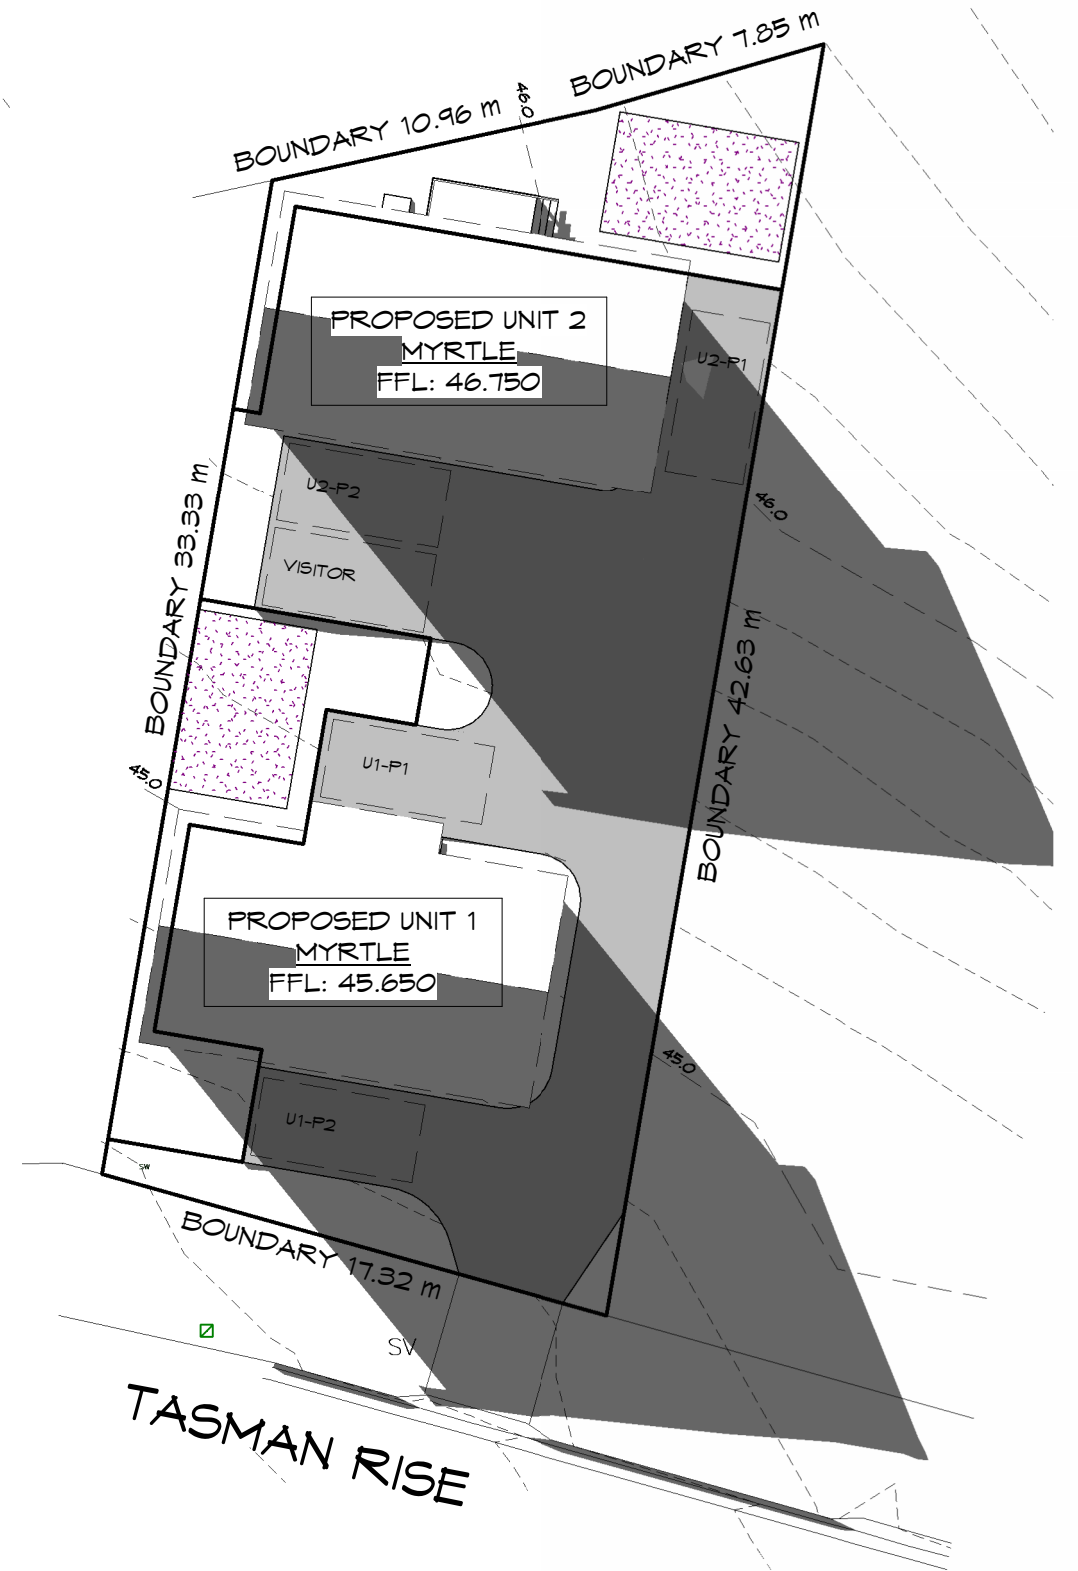 BOUNDARY 7.85 m
BOUNDARY 10.96 m
46.0
PROPOSED UNIT 2
MYRTLE
FFL: 46.750
U2-P1
U2-P2
VISITOR
46.0
BOUNDARY 33.33 m
BOUNDARY 42.63 m
45.0
U1-P1
PROPOSED UNIT 1
MYRTLE
FFL: 45.650
45.0
U1-P2
SW
BOUNDARY 17.32 m
SV
TASMAN RISE